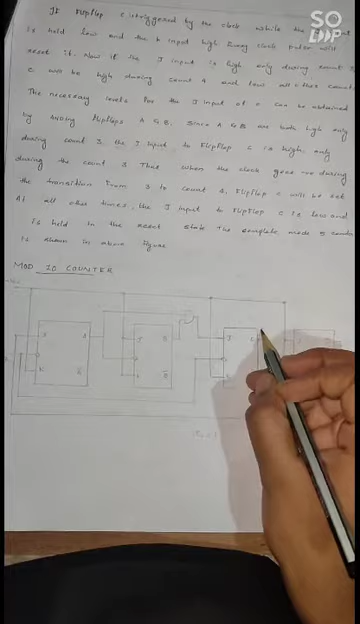 SO LOOP
If Flipflop C is triggered by the clock while the J input
is held low and the K input high Every clock pulse will
reset it. Now if the J input is high only during count 3
C will be high during count 4 and low all other counts
The necessary levels for the J input of C can be obtained
by Anding Flipflops A & B. Since A & B are both high only
during count 3, the J input to Flipflop C is high only
during the count 3 Thus when the clock goes -ve during
the transition from 3 to count 4, Flipflop C will be set
At all other times, the J input to Flipflop C is low and
is held in the reset state The complete mode 5 counter
is shown in above figure
MOD 10 COUNTER
J
K
J
K
J